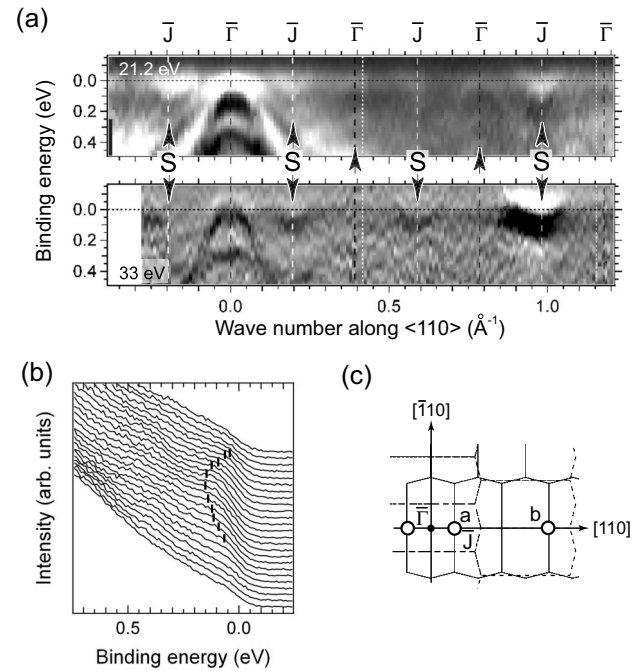 (a)
J̅ Γ̅ J̅ Γ̅ J̅ Γ̅ J̅ Γ̅
21.2 eV
0.0
0.2
0.4
S S S S
0.0
0.2
0.4
33 eV
Binding energy (eV)
0.0 0.5 1.0
Wave number along <110> (Å⁻¹)
(b)
Intensity (arb. units)
0.5 0.0
Binding energy (eV)
(c)
[1̅10]
Γ̅ a b
J̅
[110]